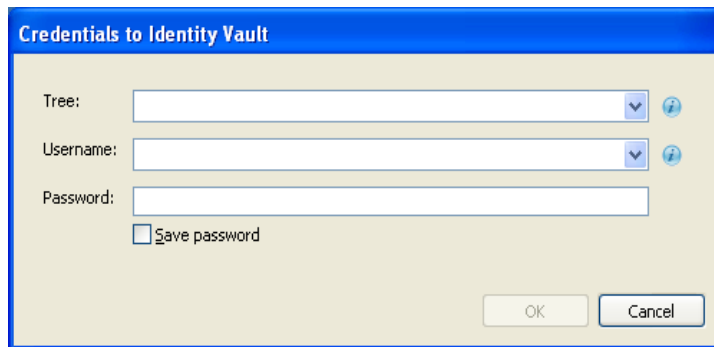 Credentials to Identity Vault
Tree:
Username:
Password:
Save password
OK Cancel